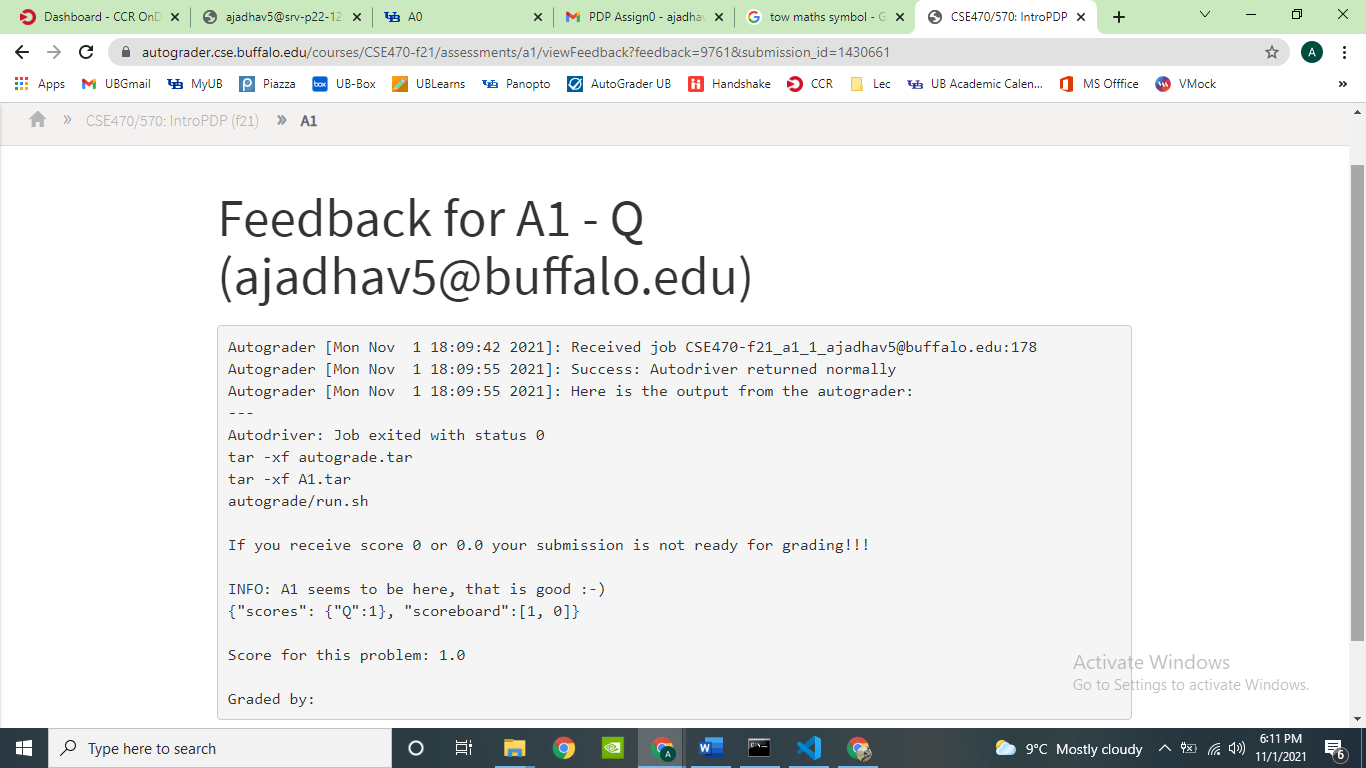 Dashboard - CCR OnD
ajadhav5@srv-p22-12
A0
PDP Assign0 - ajadhav
tow maths symbol - G
CSE470/570: IntroPDP
autograder.cse.buffalo.edu/courses/CSE470-f21/assessments/a1/viewFeedback?feedback=9761&submission_id=1430661
A
Apps
UBGmail
MyUB
Piazza
UB-Box
UBLearns
Panopto
AutoGrader UB
Handshake
CCR
Lec
UB Academic Calen...
MS Offfice
VMock
»
» CSE470/570: IntroPDP (f21) » A1
Feedback for A1 - Q
(ajadhav5@buffalo.edu)
Autograder [Mon Nov  1 18:09:42 2021]: Received job CSE470-f21_a1_1_ajadhav5@buffalo.edu:178
Autograder [Mon Nov  1 18:09:55 2021]: Success: Autodriver returned normally
Autograder [Mon Nov  1 18:09:55 2021]: Here is the output from the autograder:
---
Autodriver: Job exited with status 0
tar -xf autograde.tar
tar -xf A1.tar
autograde/run.sh
If you receive score 0 or 0.0 your submission is not ready for grading!!!
INFO: A1 seems to be here, that is good :-)
{"scores": {"Q":1}, "scoreboard":[1, 0]}
Score for this problem: 1.0
Graded by:
Activate Windows
Go to Settings to activate Windows.
Type here to search
9°C Mostly cloudy
6:11 PM
11/1/2021
6